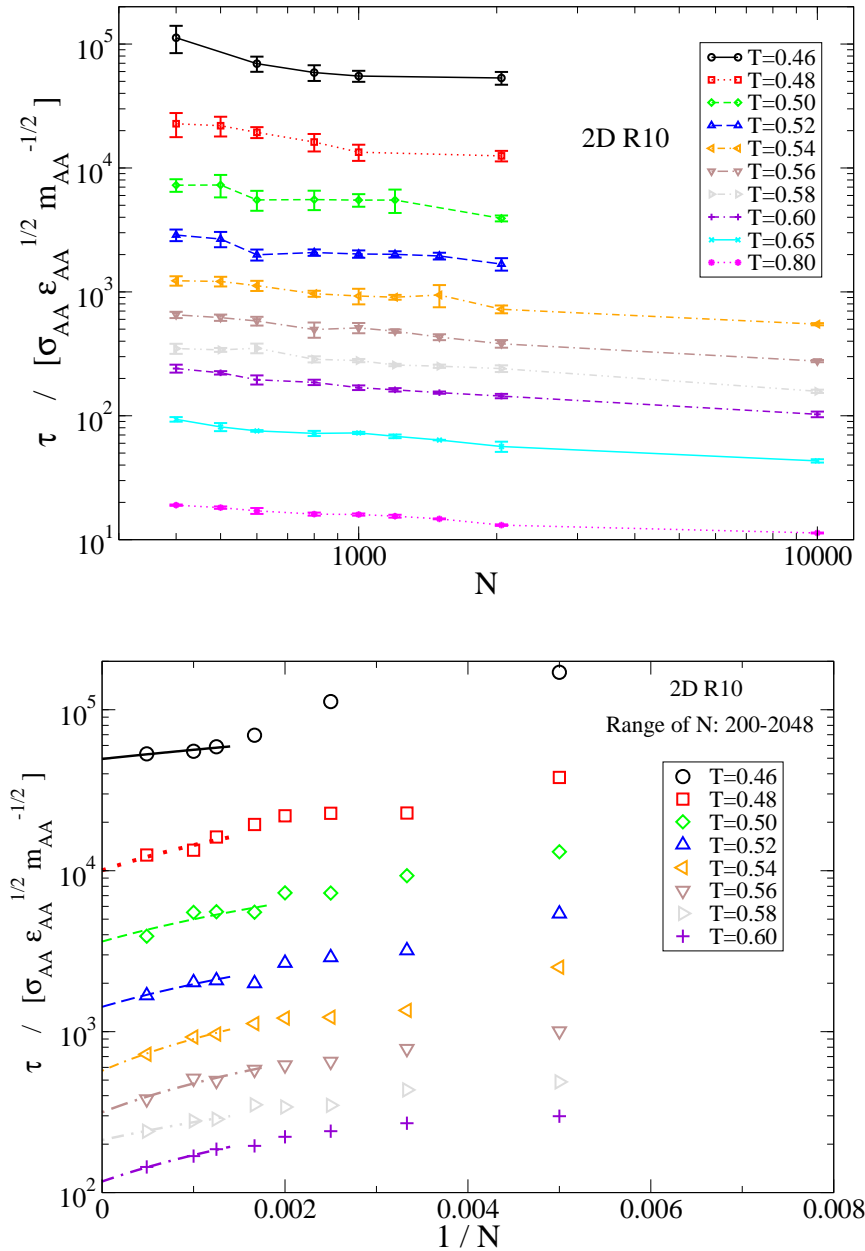 10^5
10^4
10^3
10^2
10^1
τ / [σ_AA ε_AA^1/2 m_AA^-1/2]
2D R10
T=0.46
T=0.48
T=0.50
T=0.52
T=0.54
T=0.56
T=0.58
T=0.60
T=0.65
T=0.80
1000
10000
N
10^5
10^4
10^3
10^2
τ / [σ_AA ε_AA^1/2 m_AA^-1/2]
2D R10
Range of N: 200-2048
T=0.46
T=0.48
T=0.50
T=0.52
T=0.54
T=0.56
T=0.58
T=0.60
0
0.002
0.004
0.006
0.008
1 / N